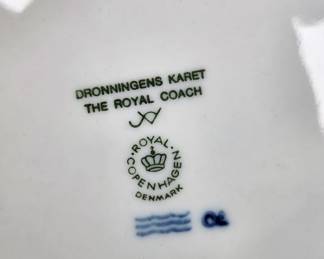 DRONNINGENS KARET
THE ROYAL COACH
ROYAL
COPENHAGEN
DENMARK